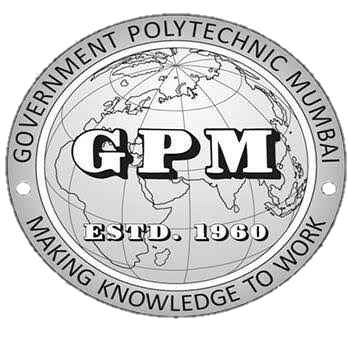 GOVERNMENT POLYTECHNIC MUMBAI
GPM
ESTD. 1960
MAKING KNOWLEDGE TO WORK